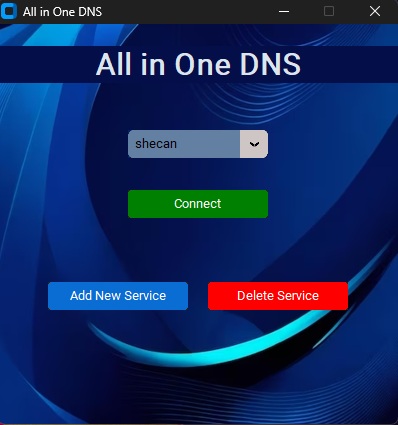 All in One DNS
All in One DNS
shecan
Connect
Add New Service
Delete Service